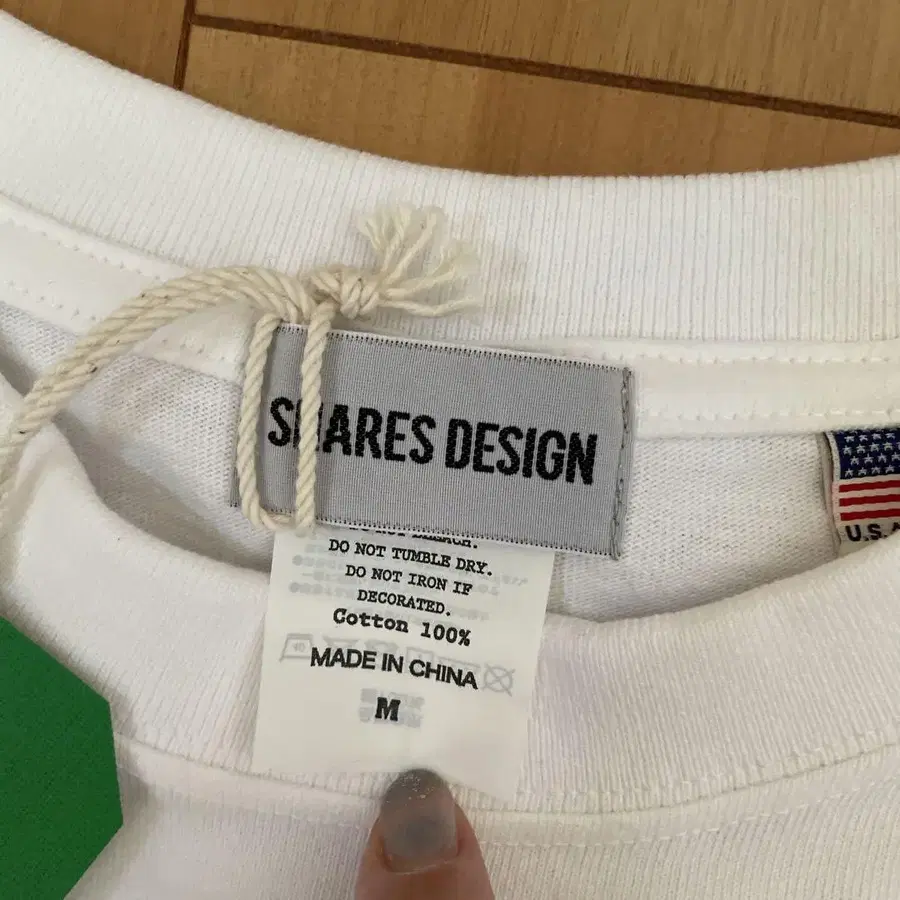 SHARES DESIGN
DO NOT TUMBLE DRY.
DO NOT IRON IF
DECORATED.
Cotton 100%
MADE IN CHINA
M
U.S.